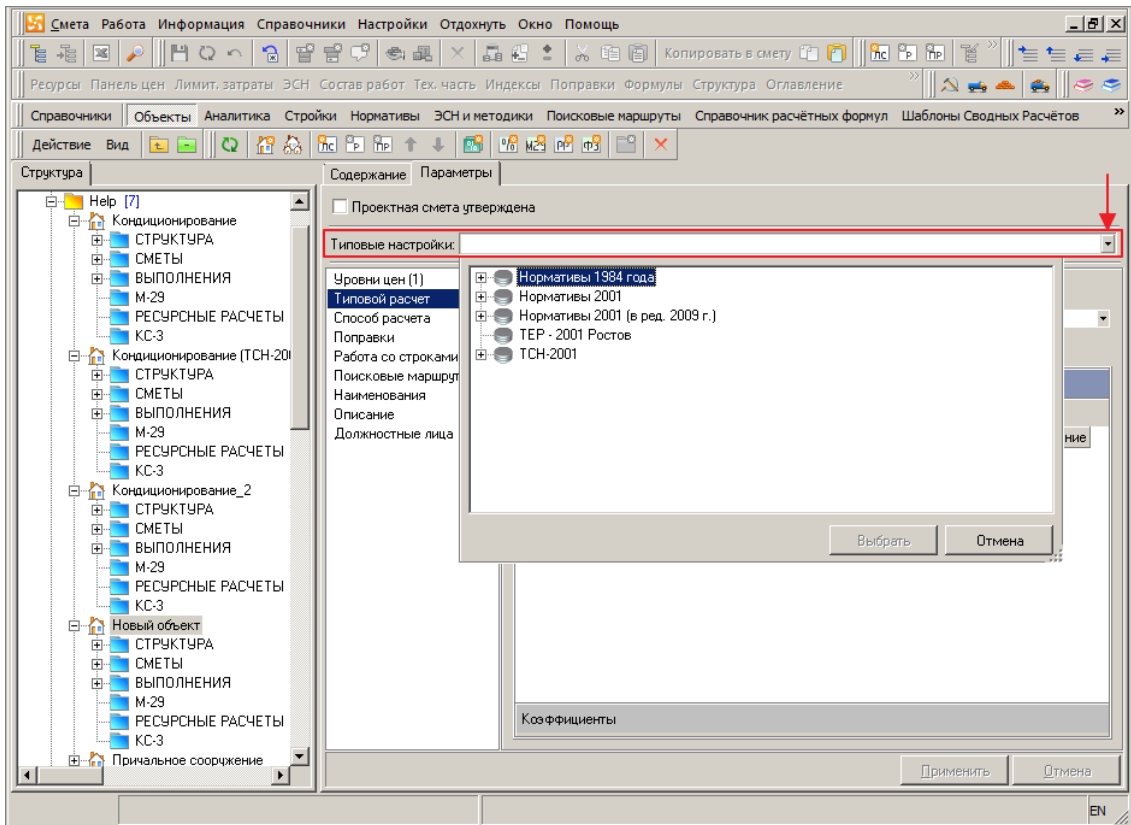 Смета Работа Информация Справочники Настройки Отдохнуть Окно Помощь
Копировать в смету
Ресурсы Панель цен Лимит. затраты ЭСН Состав работ Тех. часть Индексы Поправки Формулы Структура Оглавление
Справочники Объекты Аналитика Стройки Нормативы ЭСН и методики Поисковые маршруты Справочник расчётных формул Шаблоны Сводных Расчётов
Действие Вид
Структура
Help [7]
Кондиционирование
СТРУКТУРА
СМЕТЫ
ВЫПОЛНЕНИЯ
М-29
РЕСУРСНЫЕ РАСЧЕТЫ
КС-3
Кондиционирование (ТСН-200
СТРУКТУРА
СМЕТЫ
ВЫПОЛНЕНИЯ
М-29
РЕСУРСНЫЕ РАСЧЕТЫ
КС-3
Кондиционирование_2
СТРУКТУРА
СМЕТЫ
ВЫПОЛНЕНИЯ
М-29
РЕСУРСНЫЕ РАСЧЕТЫ
КС-3
Новый объект
СТРУКТУРА
СМЕТЫ
ВЫПОЛНЕНИЯ
М-29
РЕСУРСНЫЕ РАСЧЕТЫ
КС-3
Причальное сооружение
Содержание Параметры
Проектная смета утверждена
Типовые настройки:
Уровни цен (1)
Типовой расчет
Способ расчета
Поправки
Работа со строками
Поисковые маршрут
Наименования
Описание
Должностные лица
Нормативы 1984 года
Нормативы 2001
Нормативы 2001 (в ред. 2009 г.)
ТЕР - 2001 Ростов
ТСН-2001
ние
Выбрать Отмена
Коэффициенты
Применить Отмена
EN